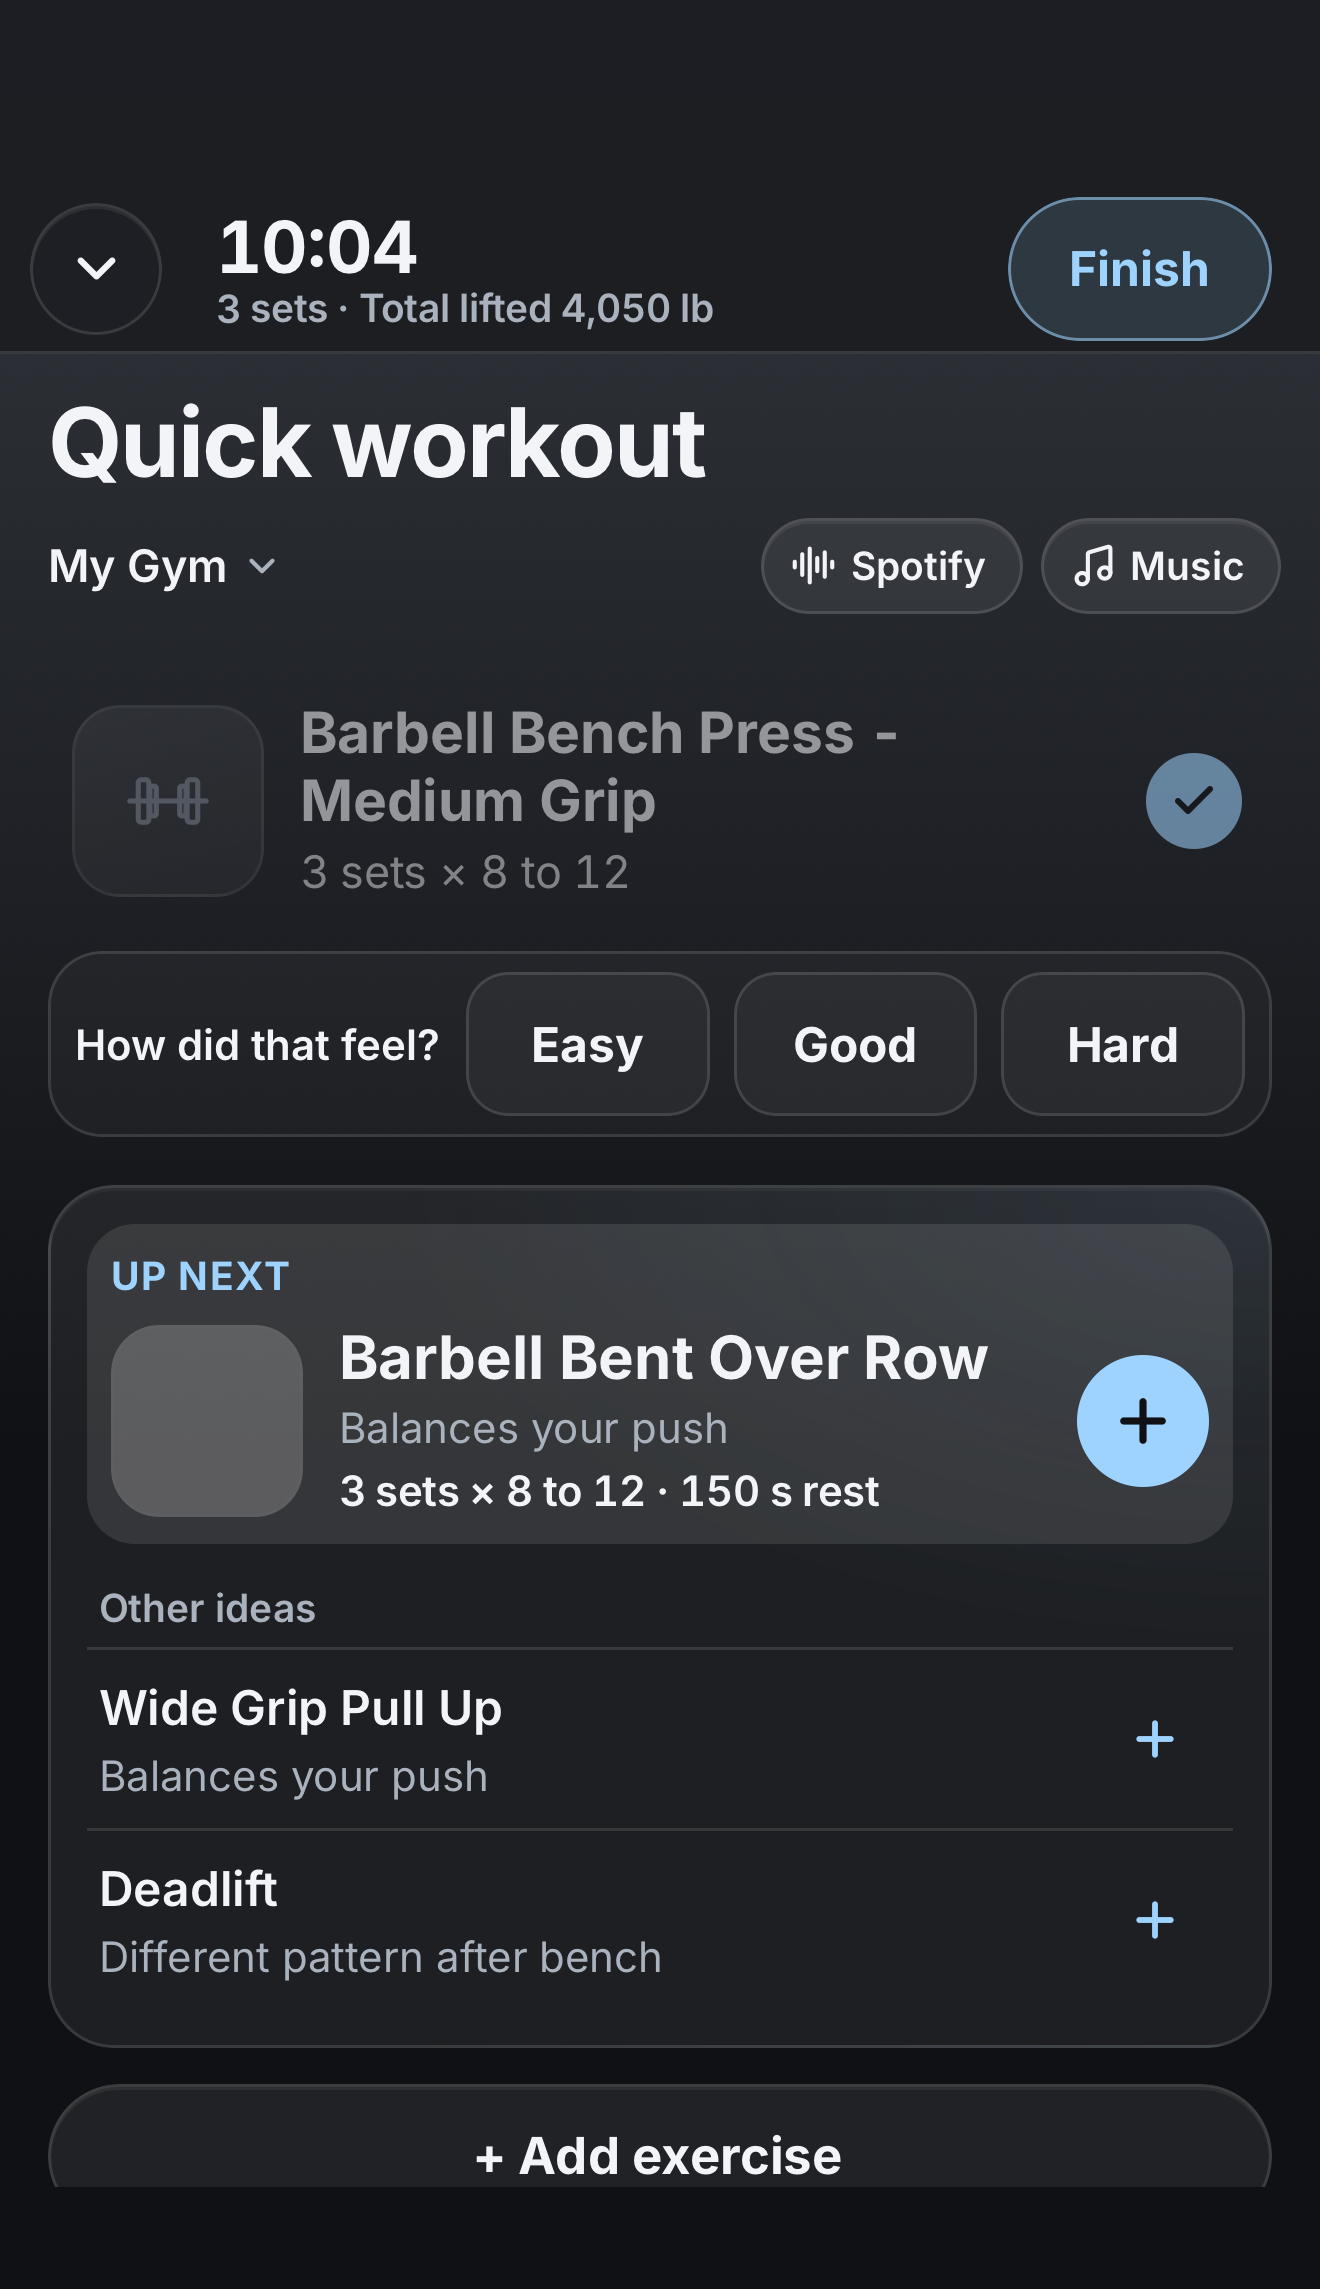 10:04
3 sets · Total lifted 4,050 lb
Finish
Quick workout
My Gym
Spotify
Music
Barbell Bench Press -
Medium Grip
3 sets × 8 to 12
How did that feel?
Easy
Good
Hard
UP NEXT
Barbell Bent Over Row
Balances your push
3 sets × 8 to 12 · 150 s rest
Other ideas
Wide Grip Pull Up
Balances your push
Deadlift
Different pattern after bench
+ Add exercise